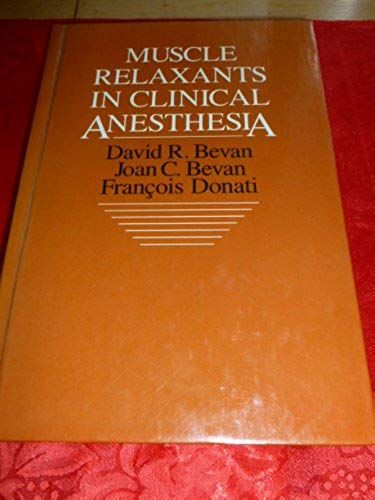 MUSCLE
RELAXANTS
IN CLINICAL
ANESTHESIA
David R. Bevan
Joan C. Bevan
François Donati